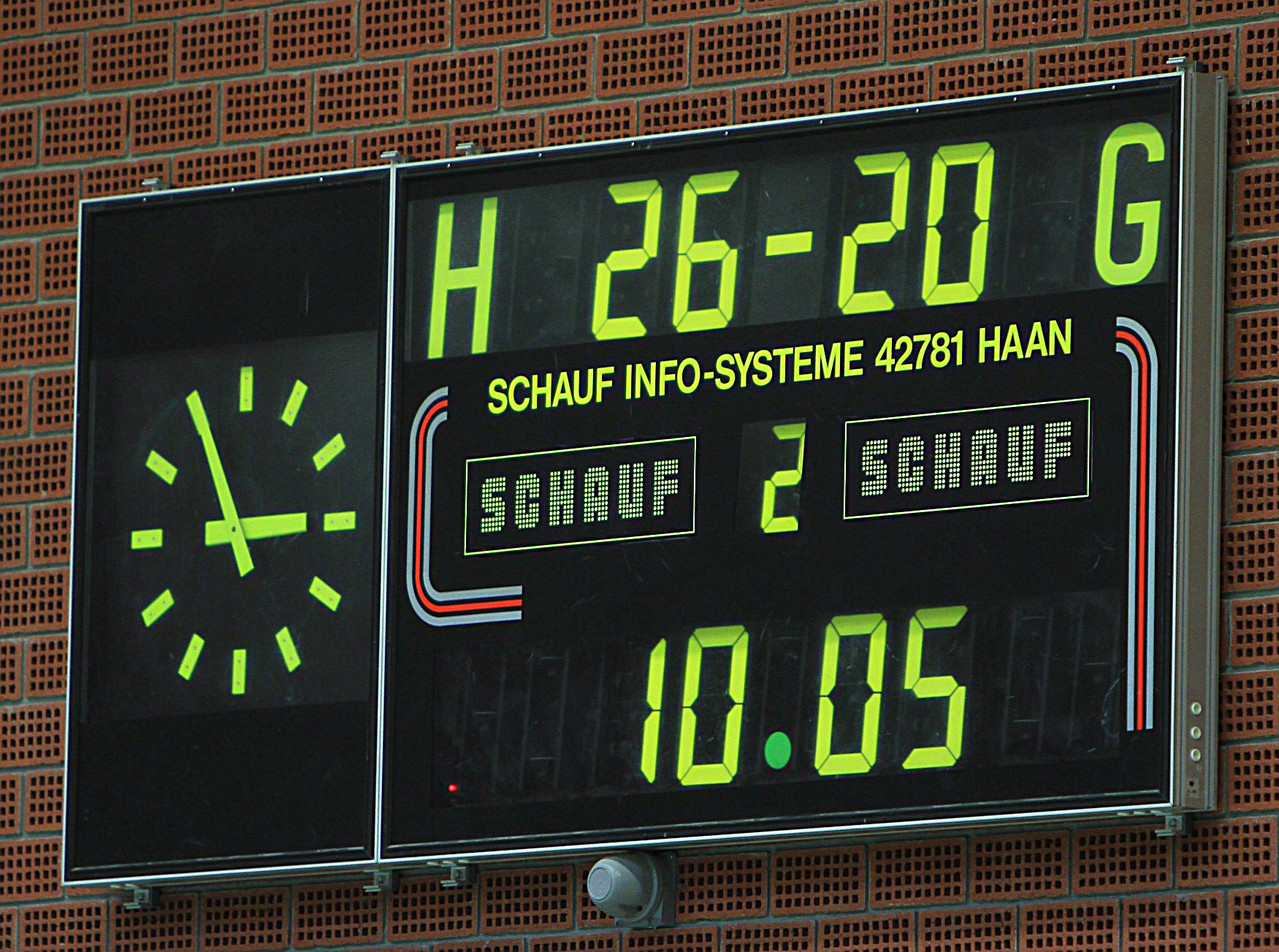 H 26-20 G
SCHAUF INFO-SYSTEME 42781 HAAN
SCHAUF 2 SCHAUF
10.05